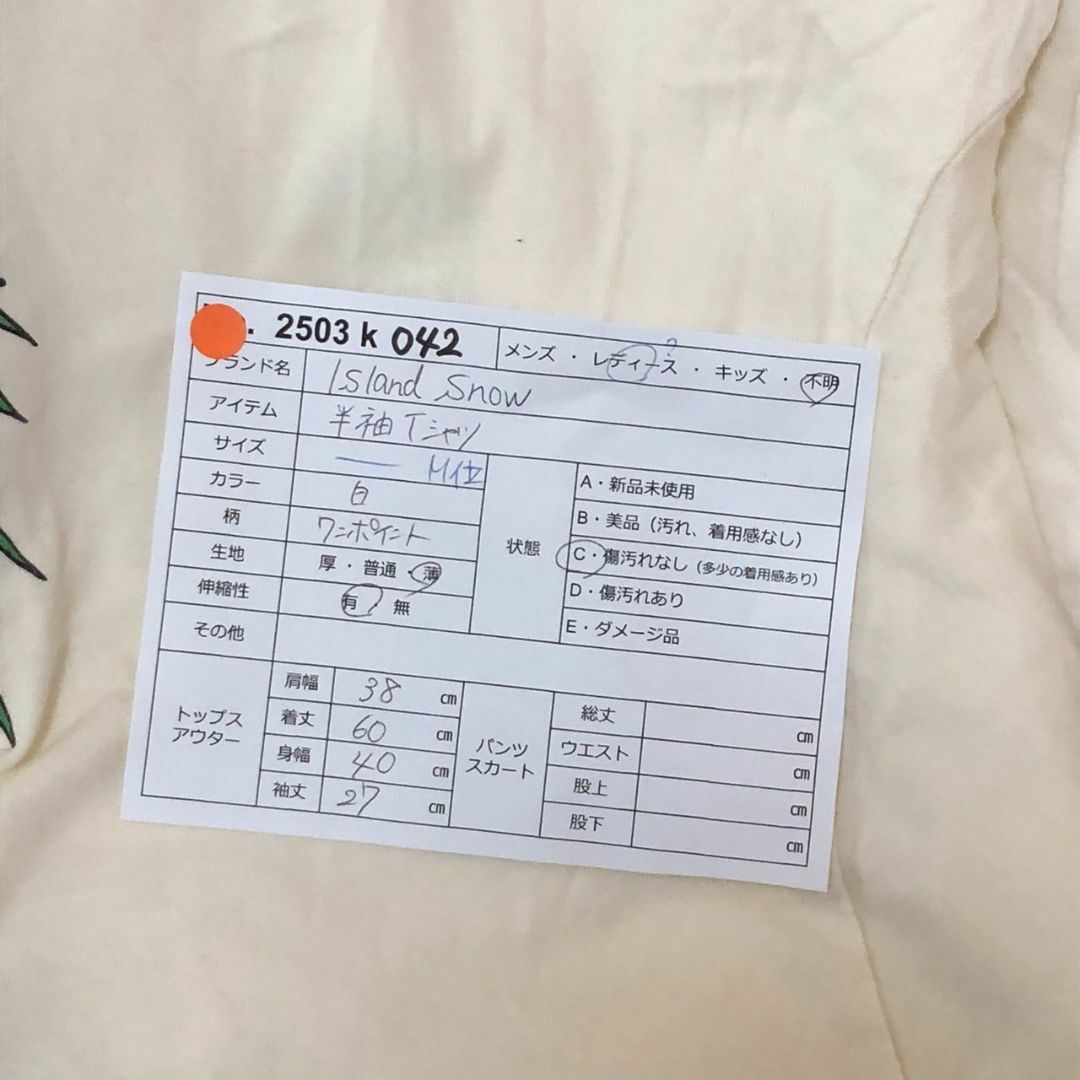 . 2503 k 042
メンズ ・ レディース ・ キッズ ・ 不明
?
ブランド名 Island Snow
アイテム 半袖Tシャツ
サイズ — M位
カラー 白
柄 ワンポイント
生地 厚・普通・薄
伸縮性 有・無
その他
状態
A・新品未使用
B・美品（汚れ、着用感なし）
C・傷汚れなし（多少の着用感あり）
D・傷汚れあり
E・ダメージ品
トップス
アウター
肩幅 38 ㎝
着丈 60 ㎝
身幅 40 ㎝
袖丈 27 ㎝
パンツ
スカート
総丈 ㎝
ウエスト ㎝
股上 ㎝
股下 ㎝